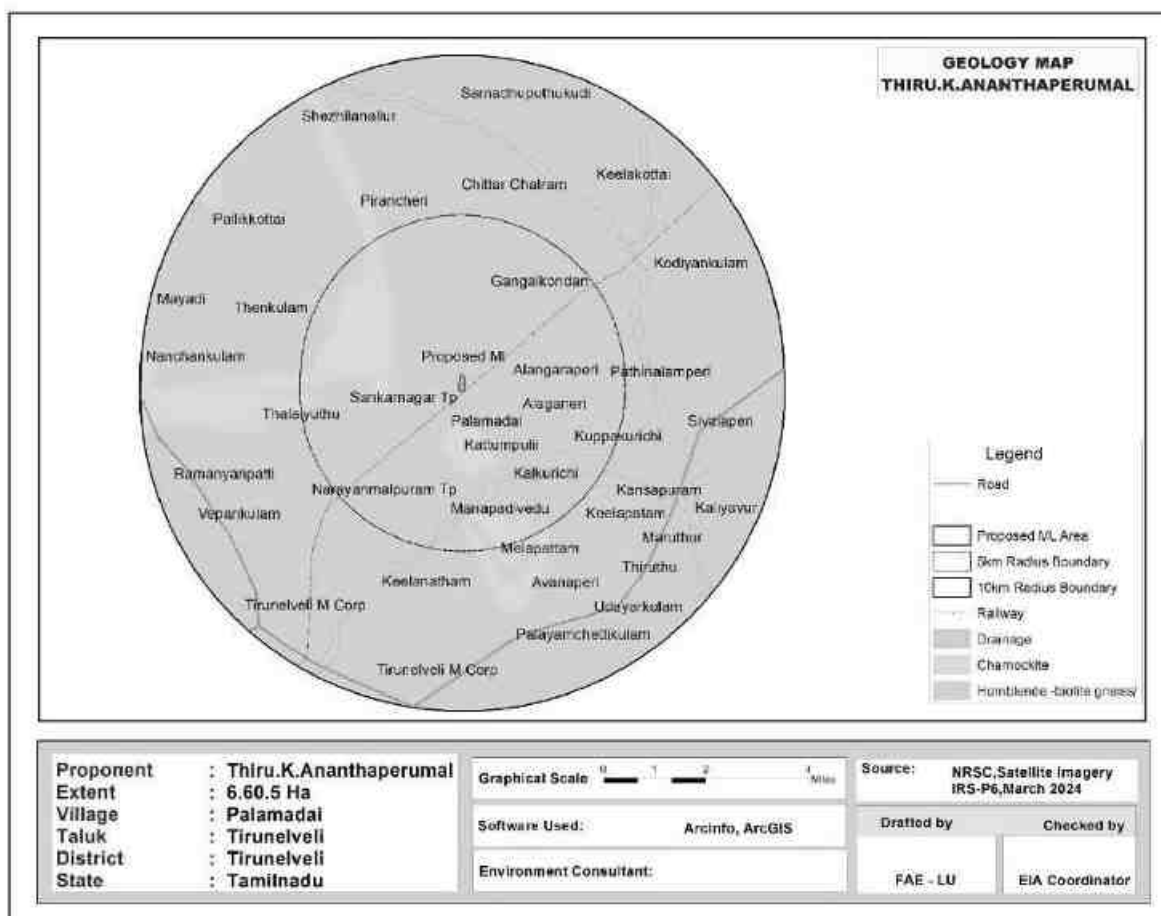 GEOLOGY MAP
THIRU.K.ANANTHAPERUMAL
Samadhupothukudi
Shezhilanallur
Keelakottai
Chittar Chatram
Pirancheri
Pallikkottai
Kodiyankulam
Gangaikondan
Mayadi
Thenkulam
Nanchankulam
Proposed Ml
Alangaraperi
Pathinalamperi
Sankarnagar Tp
Alaganeri
Thalaiyuthu
Palamadai
Sivalaperi
Kattumpulii
Kuppakurichi
Ramanyanpatti
Kalkurichi
Narayanmalpuram Tp
Kansapuram
Vepankulam
Manapadivedu
Keelapatam
Kaliyavur
Maruthur
Melapattam
Thiruthu
Keelanatham
Avanaperi
Tirunelveli M Corp
Udayarkulam
Palayamchedikulam
Tirunelveli M Corp
Legend
Road
Proposed ML Area
5km Radius Boundary
10km Radius Boundary
Railway
Drainage
Charnockite
Hornblende -biotite gneiss/
Proponent : Thiru.K.Ananthaperumal
Extent : 6.60.5 Ha
Village : Palamadai
Taluk : Tirunelveli
District : Tirunelveli
State : Tamilnadu
Graphical Scale 0 1 2 4 Miles
Software Used: Arcinfo, ArcGIS
Environment Consultant:
Source: NRSC,Satellite Imagery
IRS-P6,March 2024
Drafted by Checked by
FAE - LU EIA Coordinator